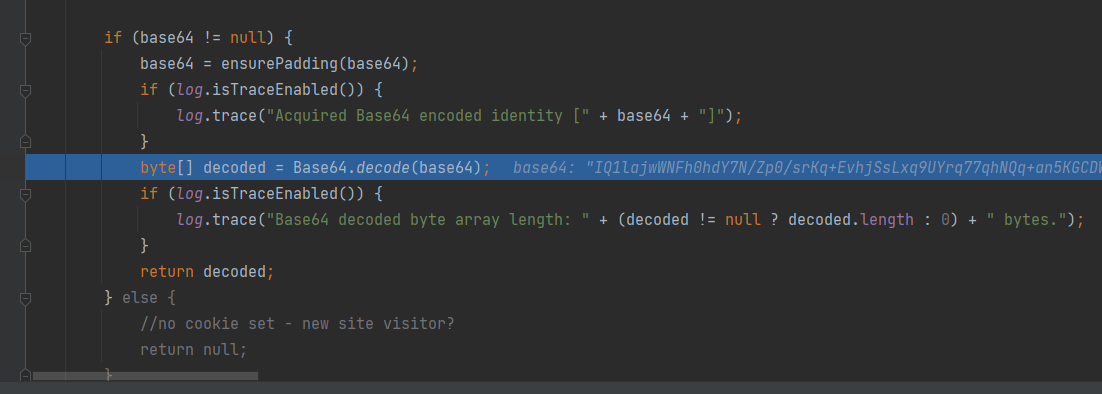 if (base64 != null) {
base64 = ensurePadding(base64);
if (log.isTraceEnabled()) {
log.trace("Acquired Base64 encoded identity [" + base64 + "]");
}
byte[] decoded = Base64.decode(base64); base64: "IQ1lajwWNFh0hdY7N/Zp0/srKq+EvhjSsLxq9UYrq77qhNQq+an5KGCD
if (log.isTraceEnabled()) {
log.trace("Base64 decoded byte array length: " + (decoded != null ? decoded.length : 0) + " bytes.");
}
return decoded;
} else {
//no cookie set - new site visitor?
return null;
}